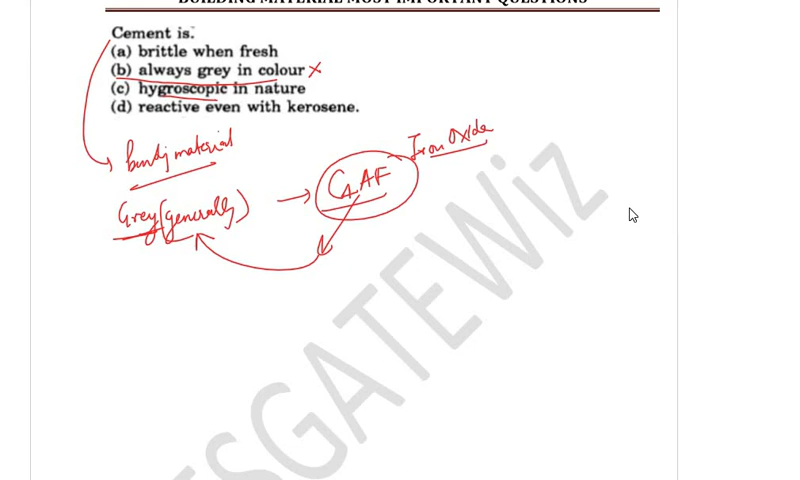 BUILDING MATERIAL MOST IMPORTANT QUESTIONS
Cement is:
(a) brittle when fresh
(b) always grey in colour ×
(c) hygroscopic in nature
(d) reactive even with kerosene.
material
Iron Oxide
Grey (generally) → C4AF
ESGATEWiz